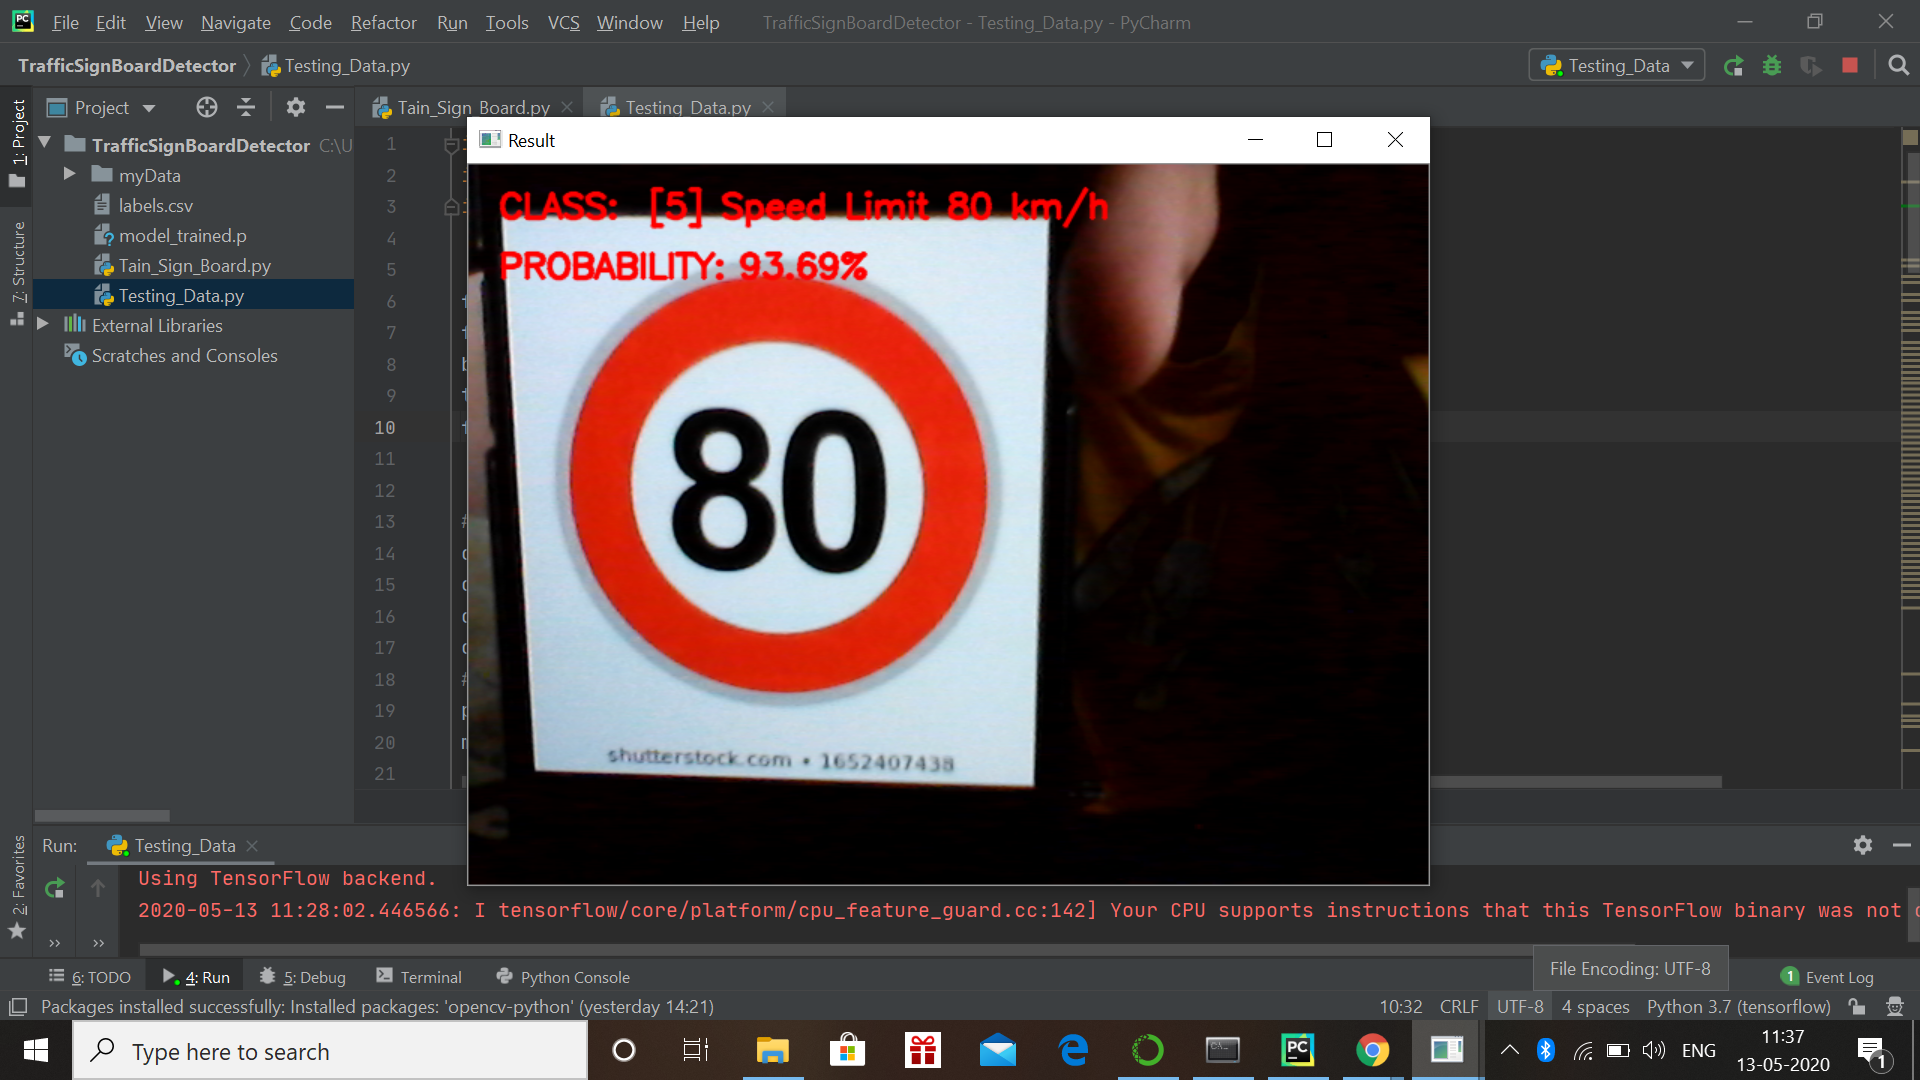 File Edit View Navigate Code Refactor Run Tools VCS Window Help TrafficSignBoardDetector - Testing_Data.py - PyCharm
TrafficSignBoardDetector Testing_Data.py Testing_Data
1: Project
Project Tain_Sign_Board.py Testing_Data.py
TrafficSignBoardDetector C:\U
myData
labels.csv
model_trained.p
Tain_Sign_Board.py
Testing_Data.py
External Libraries
Scratches and Consoles
7: Structure
2: Favorites
1
2
3
4
5
6
7
8
9
10
11
12
13 #
14
15
16
17
18 #
19
20
21
Result
CLASS: [5] Speed Limit 80 km/h
PROBABILITY: 93.69%
80
shutterstock.com • 1652407438
Run: Testing_Data
Using TensorFlow backend.
2020-05-13 11:28:02.446566: I tensorflow/core/platform/cpu_feature_guard.cc:142] Your CPU supports instructions that this TensorFlow binary was not
File Encoding: UTF-8
6: TODO 4: Run 5: Debug Terminal Python Console 1 Event Log
Packages installed successfully: Installed packages: 'opencv-python' (yesterday 14:21) 10:32 CRLF UTF-8 4 spaces Python 3.7 (tensorflow)
Type here to search PC ENG 11:37
13-05-2020 1